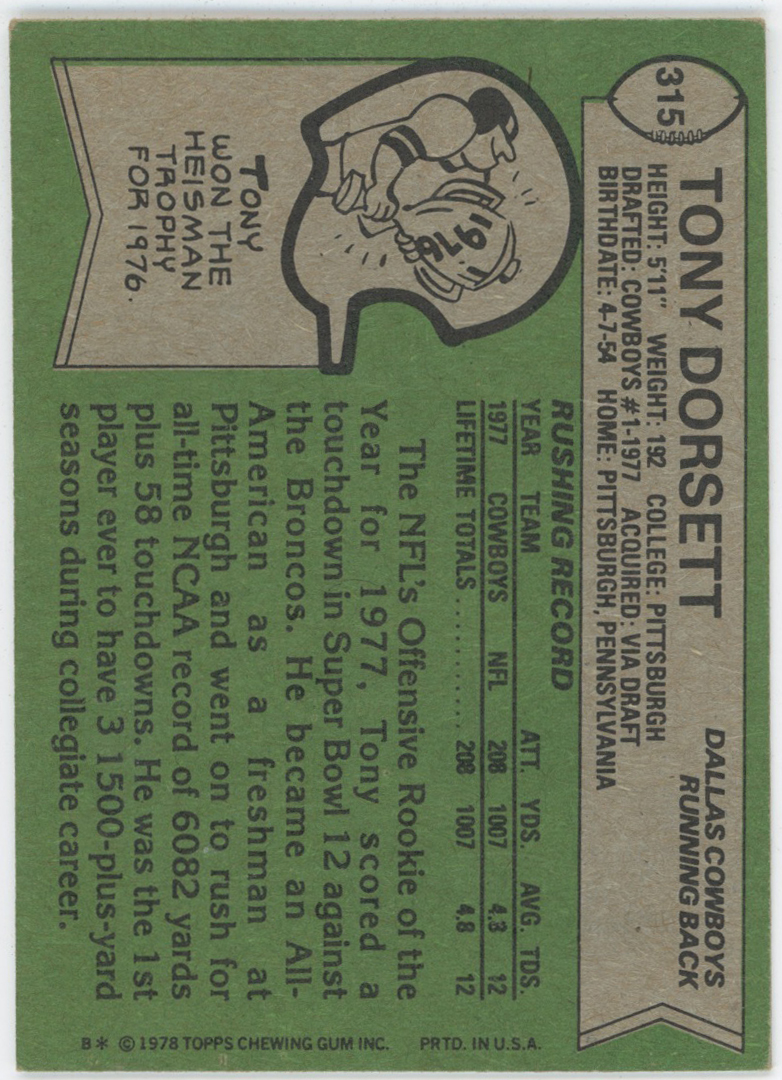 315
TONY DORSETT
DALLAS COWBOYS
RUNNING BACK
HEIGHT: 5'11" WEIGHT: 192 COLLEGE: PITTSBURGH
DRAFTED: COWBOYS #1-1977 ACQUIRED: VIA DRAFT
BIRTHDATE: 4-7-54 HOME: PITTSBURGH, PENNSYLVANIA
1976
TONY
WON THE
HEISMAN
TROPHY
FOR 1976.
RUSHING RECORD
YEAR TEAM ATT. YDS. AVG. TDS.
1977 COWBOYS NFL 208 1007 4.3 12
LIFETIME TOTALS ........... 208 1007 4.8 12
The NFL's Offensive Rookie of the
Year for 1977, Tony scored a
touchdown in Super Bowl 12 against
the Broncos. He became an All-
American as a freshman at
Pittsburgh and went on to rush for
all-time NCAA record of 6082 yards
plus 58 touchdowns. He was the 1st
player ever to have 3 1500-plus-yard
seasons during collegiate career.
B* © 1978 TOPPS CHEWING GUM INC. PRTD. IN U.S.A.